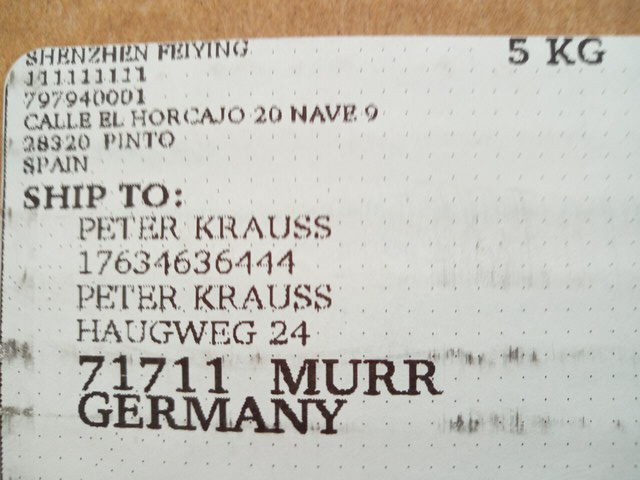 SHENZHEN FEIYING
111111111
797940001
CALLE EL HORCAJO 20 NAVE 9
28320 PINTO
SPAIN
5 KG
SHIP TO:
PETER KRAUSS
17634636444
PETER KRAUSS
HAUGWEG 24
71711 MURR
GERMANY